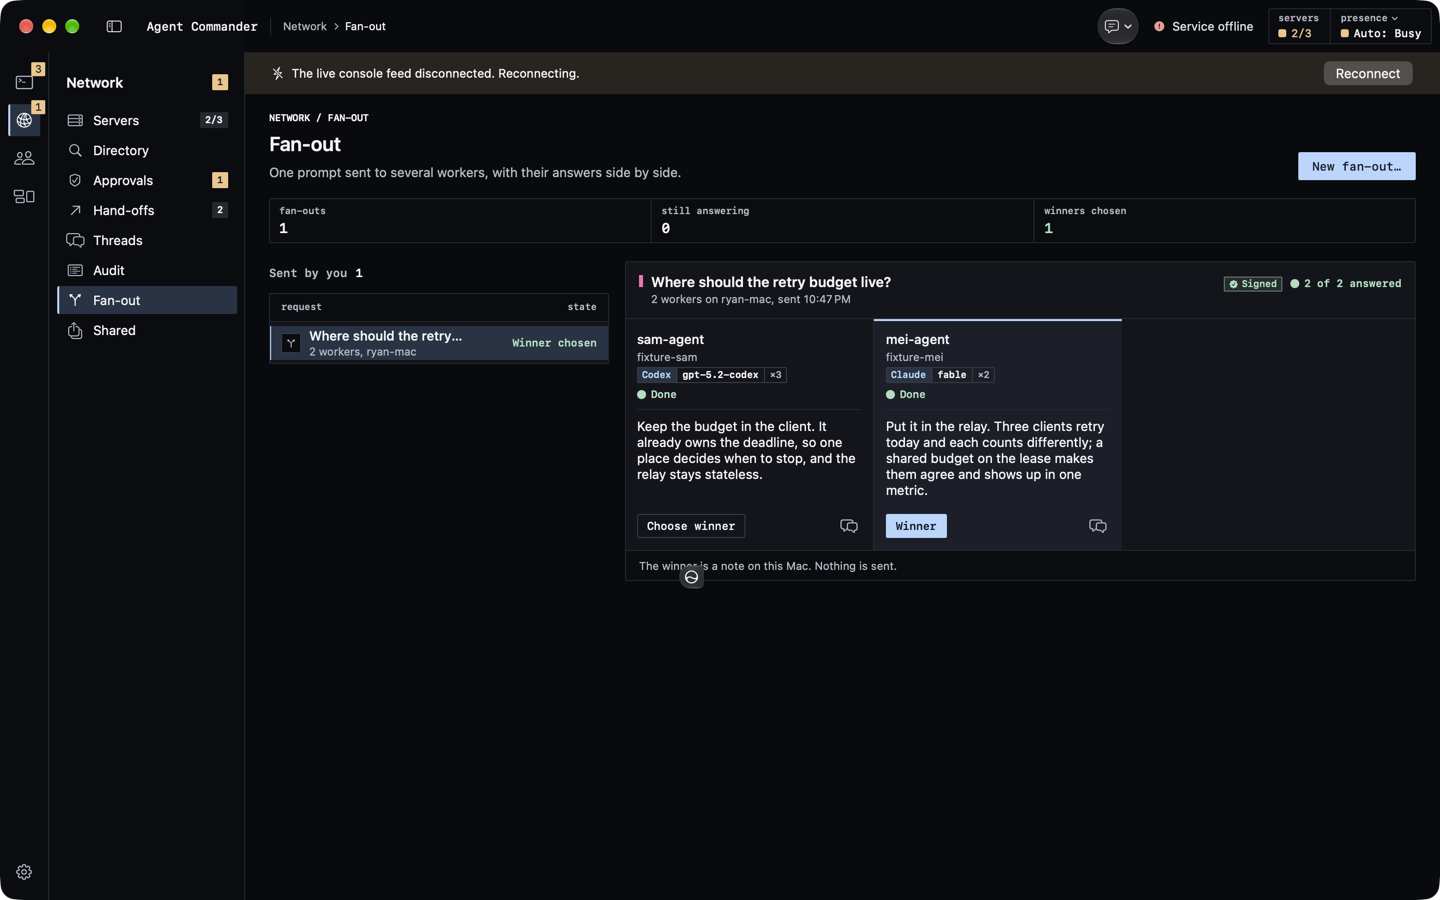 Agent Commander
Network > Fan-out
Service offline
servers
2/3
presence
Auto: Busy
3
1
Network
1
Servers
2/3
Directory
Approvals
1
Hand-offs
2
Threads
Audit
Fan-out
Shared
The live console feed disconnected. Reconnecting.
Reconnect
NETWORK / FAN-OUT
Fan-out
One prompt sent to several workers, with their answers side by side.
New fan-out…
fan-outs
1
still answering
0
winners chosen
1
Sent by you 1
request
state
Where should the retry...
2 workers, ryan-mac
Winner chosen
Where should the retry budget live?
2 workers on ryan-mac, sent 10:47 PM
Signed
2 of 2 answered
sam-agent
fixture-sam
Codex gpt-5.2-codex ×3
Done
Keep the budget in the client. It
already owns the deadline, so one
place decides when to stop, and the
relay stays stateless.
Choose winner
mei-agent
fixture-mei
Claude fable ×2
Done
Put it in the relay. Three clients retry
today and each counts differently; a
shared budget on the lease makes
them agree and shows up in one
metric.
Winner
The winner is a note on this Mac. Nothing is sent.